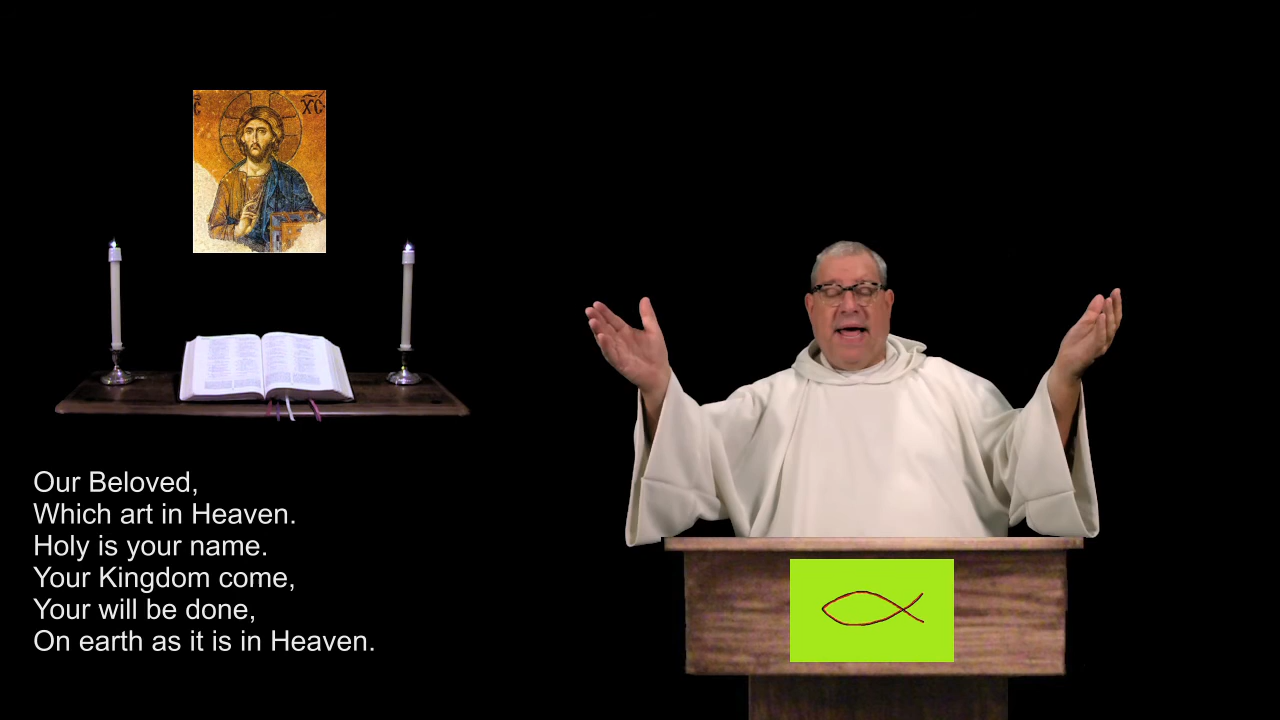 C XC
Our Beloved,
Which art in Heaven.
Holy is your name.
Your Kingdom come,
Your will be done,
On earth as it is in Heaven.